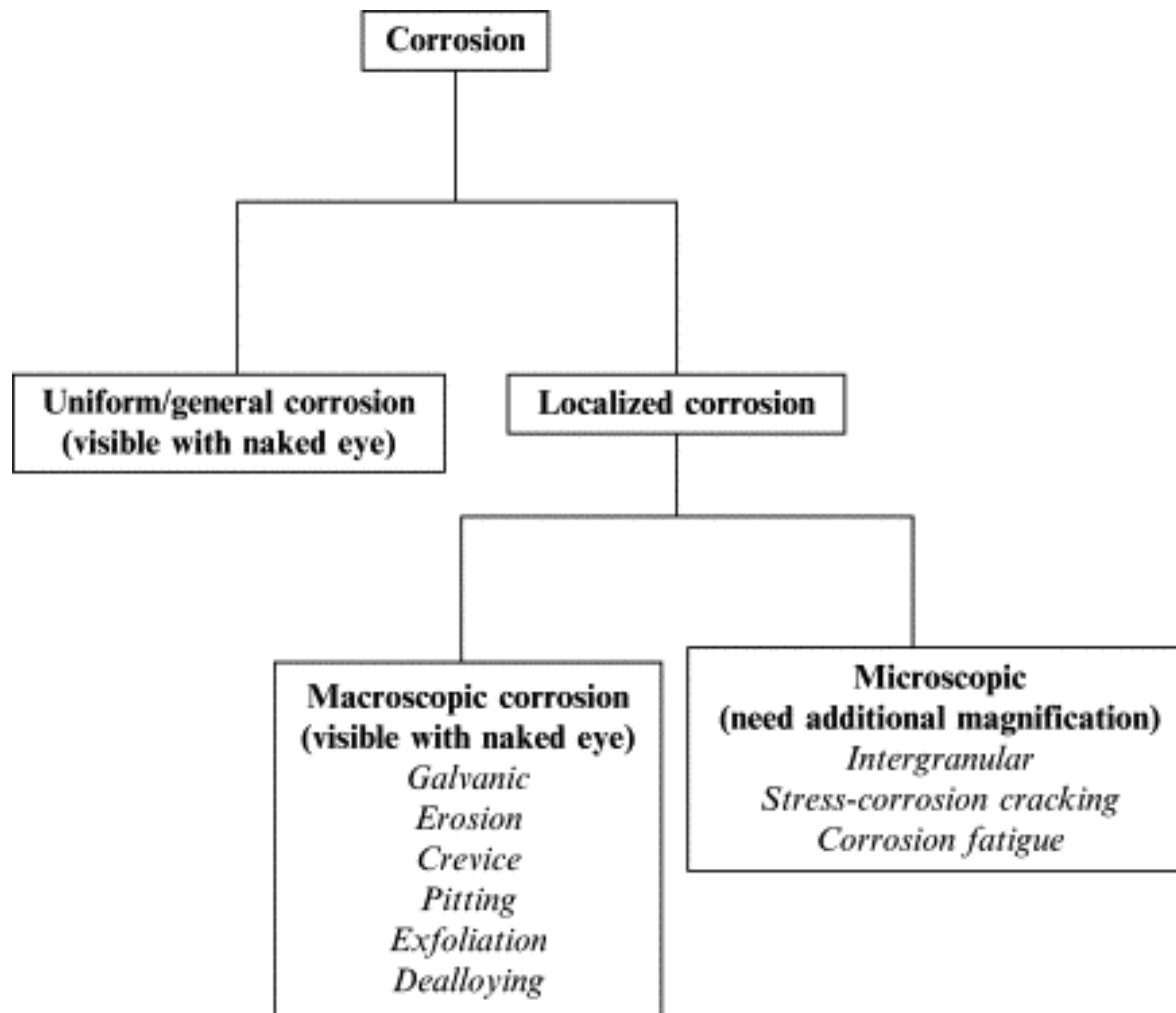 Corrosion
Uniform/general corrosion
(visible with naked eye)
Localized corrosion
Macroscopic corrosion
(visible with naked eye)
Galvanic
Erosion
Crevice
Pitting
Exfoliation
Dealloying
Microscopic
(need additional magnification)
Intergranular
Stress-corrosion cracking
Corrosion fatigue